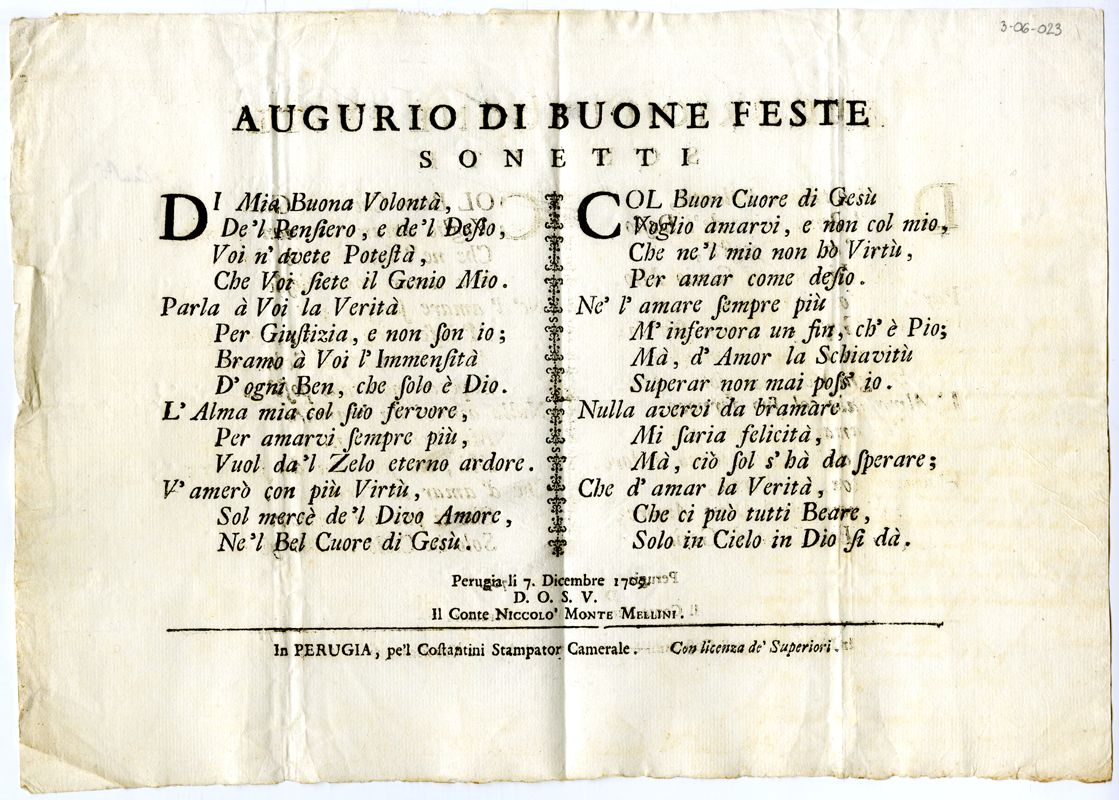 3-06-023
AUGURIO DI BUONE FESTE
SONETTI.
DI Mia Buona Volontà,
De'l Penſiero, e de'l Deſio,
Voi n'avete Poteſtà,
Che Voi ſiete il Genio Mio.
Parla à Voi la Verità
Per Giuſtizia, e non ſon io;
Bramo à Voi l'Immenſità
D'ogni Ben, che ſolo è Dio.
L'Alma mia col ſuo fervore,
Per amarvi ſempre più,
Vuol da'l Zelo eterno ardore.
V'amerò con più Virtù,
Sol mercè de'l Divo Amore,
Ne'l Bel Cuore di Gesù.
COL Buon Cuore di Gesù
Voglio amarvi, e non col mio,
Che ne'l mio non hò Virtù,
Per amar come deſio.
Ne' l'amare ſempre più
M'infervora un fin, ch'è Pio;
Mà, d'Amor la Schiavitù
Superar non mai poſſ' io.
Nulla avervi da bramare
Mi ſaria felicità,
Mà, ciò ſol s'hà da ſperare;
Che d'amar la Verità,
Che ci può tutti Beare,
Solo in Cielo in Dio ſi dà.
Perugia li 7. Dicembre
D. O. S. V.
Il Conte NICCOLO' MONTE MELLINI.
In PERUGIA, pe'l Coſtantini Stampator Camerale. Con licenza de' Superiori.